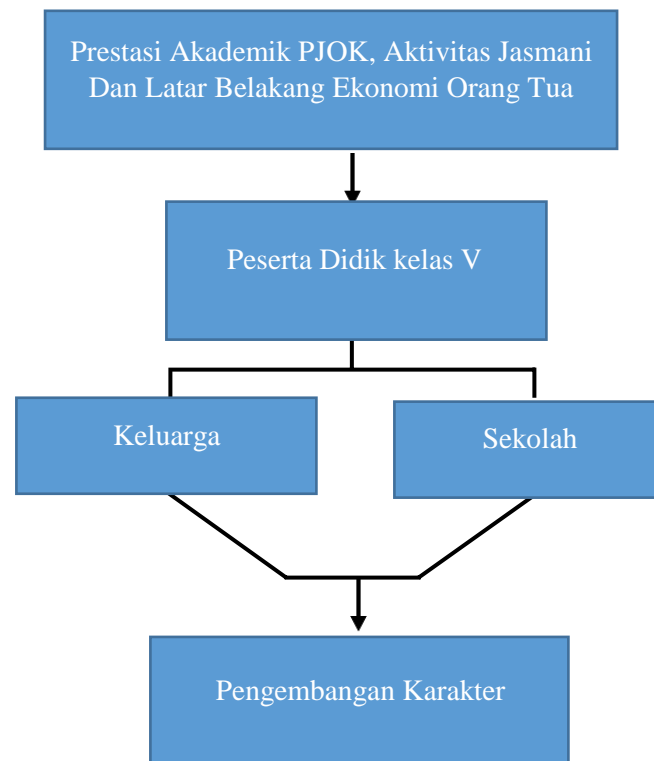 Prestasi Akademik PJOK, Aktivitas Jasmani
Dan Latar Belakang Ekonomi Orang Tua
Peserta Didik kelas V
Keluarga
Sekolah
Pengembangan Karakter